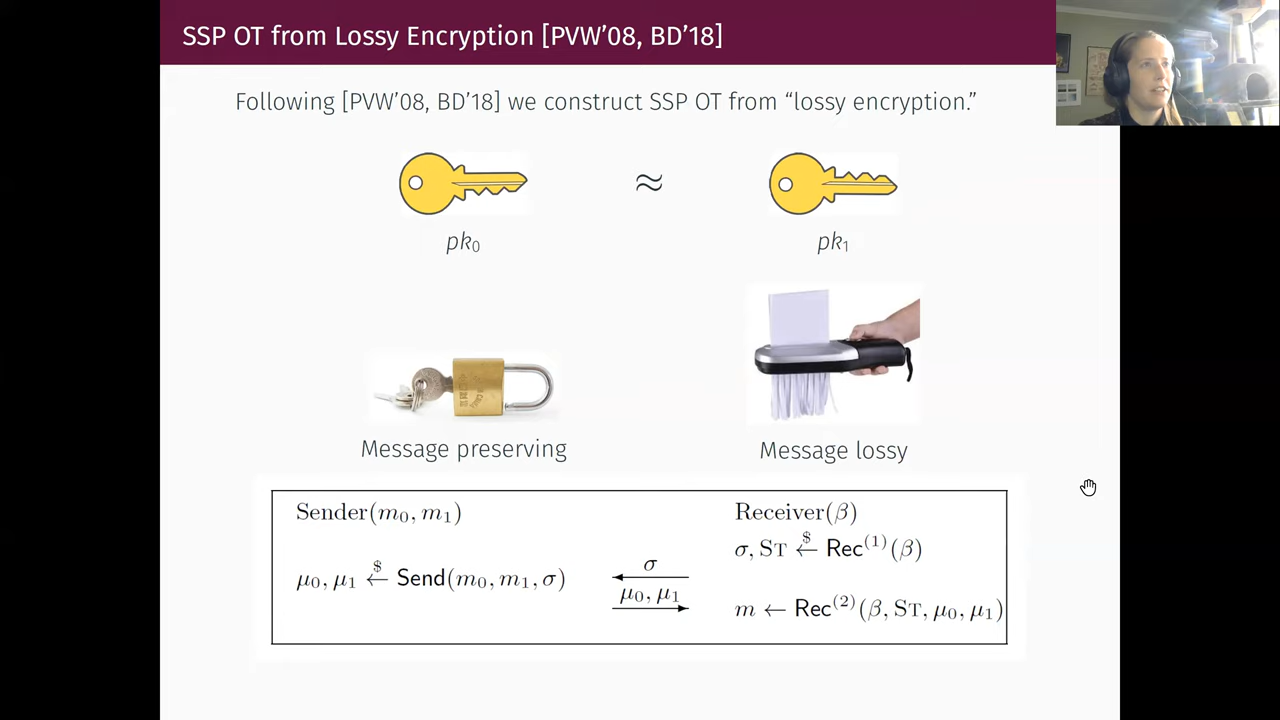 SSP OT from Lossy Encryption [PVW’08, BD’18]
Following [PVW’08, BD’18] we construct SSP OT from “lossy encryption.”
≈
pk₀ pk₁
Message preserving Message lossy
Sender(m₀, m₁) Receiver(β)
σ, ST ←$ Rec⁽¹⁾(β)
μ₀, μ₁ ←$ Send(m₀, m₁, σ) σ
μ₀, μ₁
m ← Rec⁽²⁾(β, ST, μ₀, μ₁)